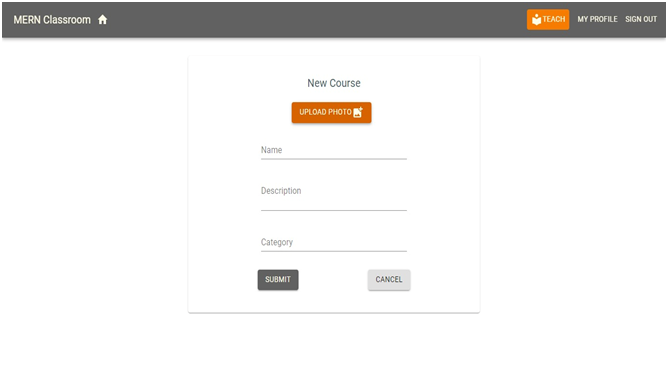 MERN Classroom TEACH MY PROFILE SIGN OUT
New Course
UPLOAD PHOTO
Name
Description
Category
SUBMIT CANCEL